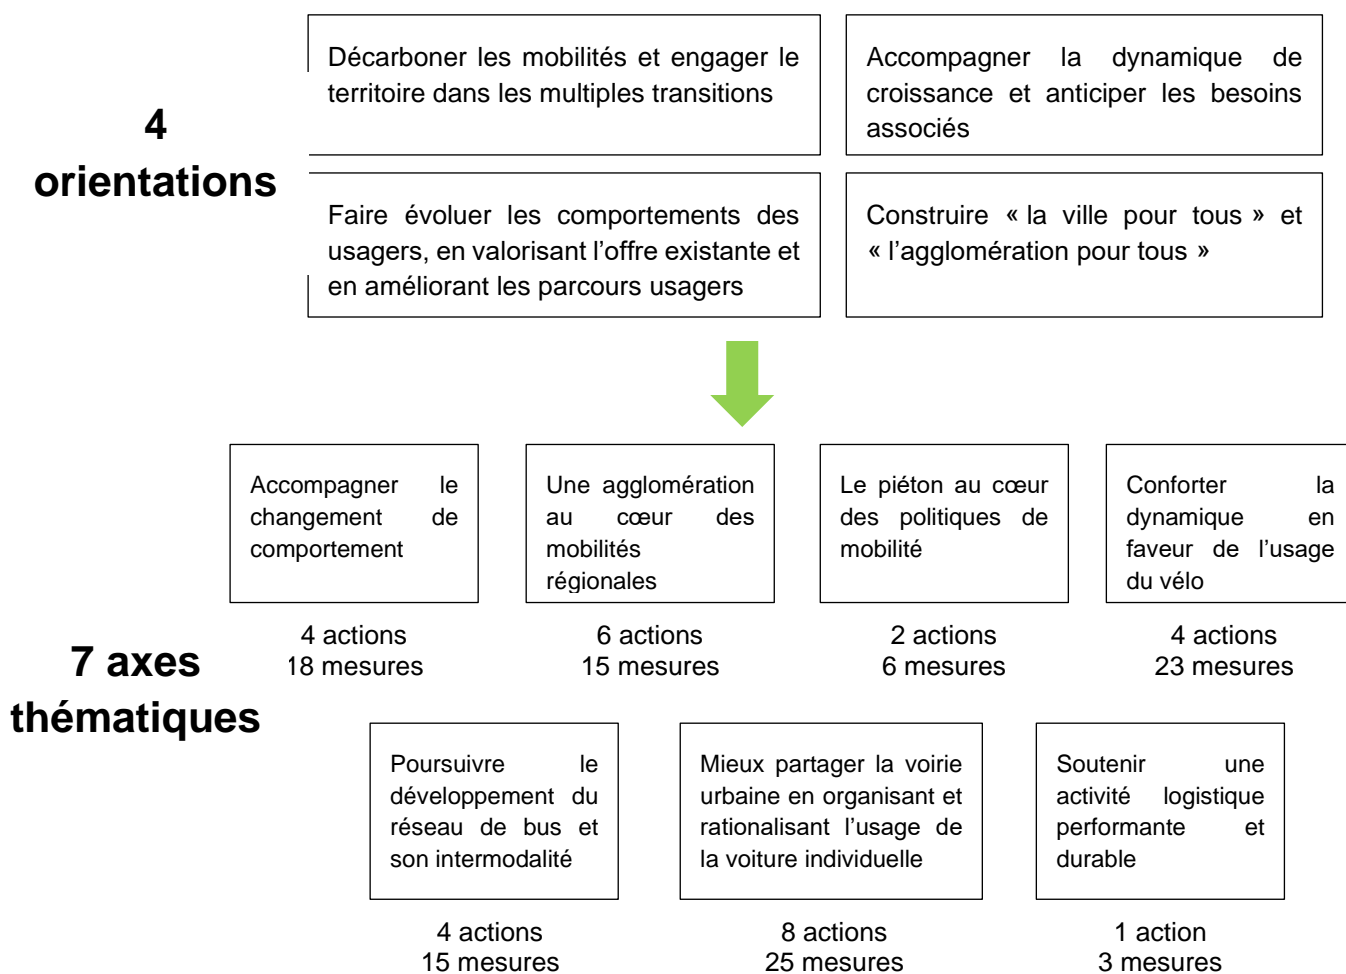 4
orientations
Décarboner les mobilités et engager le
territoire dans les multiples transitions
Accompagner la dynamique de
croissance et anticiper les besoins
associés
Faire évoluer les comportements des
usagers, en valorisant l’offre existante et
en améliorant les parcours usagers
Construire « la ville pour tous » et
« l’agglomération pour tous »
7 axes
thématiques
Accompagner le
changement de
comportement
4 actions
18 mesures
Une agglomération
au cœur des
mobilités
régionales
6 actions
15 mesures
Le piéton au cœur
des politiques de
mobilité
2 actions
6 mesures
Conforter la
dynamique en
faveur de l’usage
du vélo
4 actions
23 mesures
Poursuivre le
développement du
réseau de bus et
son intermodalité
4 actions
15 mesures
Mieux partager la voirie
urbaine en organisant et
rationalisant l’usage de
la voiture individuelle
8 actions
25 mesures
Soutenir une
activité logistique
performante et
durable
1 action
3 mesures